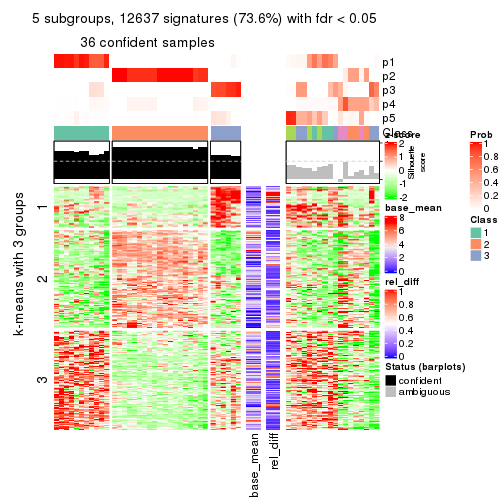 5 subgroups, 12637 signatures (73.6%) with fdr < 0.05
36 confident samples
p1
p2
p3
p4
p5
Class
z-score
2
1
0
-1
-2
Silhouette
score
Prob
1
0.8
0.6
0.4
0.2
0
Class
1
2
3
base_mean
8
6
4
2
0
rel_diff
1
0.8
0.6
0.4
0.2
0
Status (barplots)
confident
ambiguous
k-means with 3 groups
1
2
3
base_mean
rel_diff